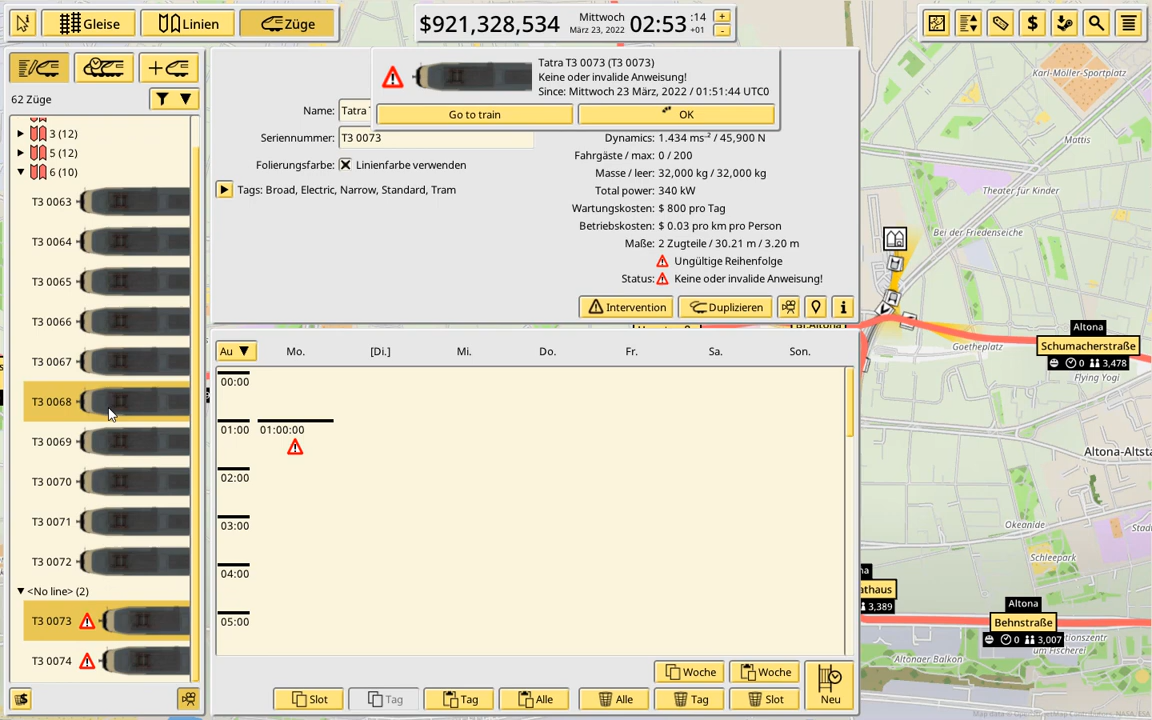 Gleise
Linien
Züge
$921,328,534
Mittwoch
März 23, 2022
02:53
:14
+01
+
-
62 Züge
3 (12)
5 (12)
6 (10)
T3 0063
T3 0064
T3 0065
T3 0066
T3 0067
T3 0068
T3 0069
T3 0070
T3 0071
T3 0072
<No line> (2)
T3 0073
T3 0074
Tatra T3 0073 (T3 0073)
Keine oder invalide Anweisung!
Since: Mittwoch 23 März, 2022 / 01:51:44 UTC0
Go to train
OK
Name: Tatra
Seriennummer: T3 0073
Folierungsfarbe: Linienfarbe verwenden
Tags: Broad, Electric, Narrow, Standard, Tram
Dynamics: 1.434 ms⁻² / 45,900 N
Fahrgäste / max: 0 / 200
Masse / leer: 32,000 kg / 32,000 kg
Total power: 340 kW
Wartungskosten: $ 800 pro Tag
Betriebskosten: $ 0.03 pro km pro Person
Maße: 2 Zugteile / 30.21 m / 3.20 m
Ungültige Reihenfolge
Status: Keine oder invalide Anweisung!
Intervention
Duplizieren
Au
Mo.
[Di.]
Mi.
Do.
Fr.
Sa.
Son.
00:00
01:00
01:00:00
02:00
03:00
04:00
05:00
Woche
Woche
Slot
Tag
Tag
Alle
Alle
Tag
Slot
Neu
Karl-Möller-Sportplatz
Mattis
Theater für Kinder
Bei der Friedenseiche
Goetheplatz
Altona
Schumacherstraße
0
3,478
Flying Yogi
Altona-Altsta
Okeanide
Schleepark
athaus
3,389
Altona
Behnstraße
0
3,007
tionszentr
um Fischerei
Altonaer Balkon